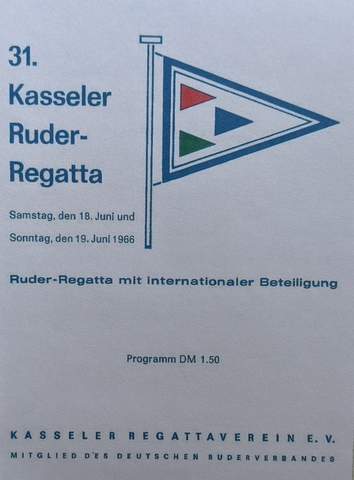 31.
Kasseler
Ruder-
Regatta
Samstag, den 18. Juni und
Sonntag, den 19. Juni 1966
Ruder-Regatta mit internationaler Beteiligung
Programm DM 1.50
KASSELER REGATTAVEREIN E.V.
MITGLIED D'ES DEUTSCHEN RUDERVERBANDES